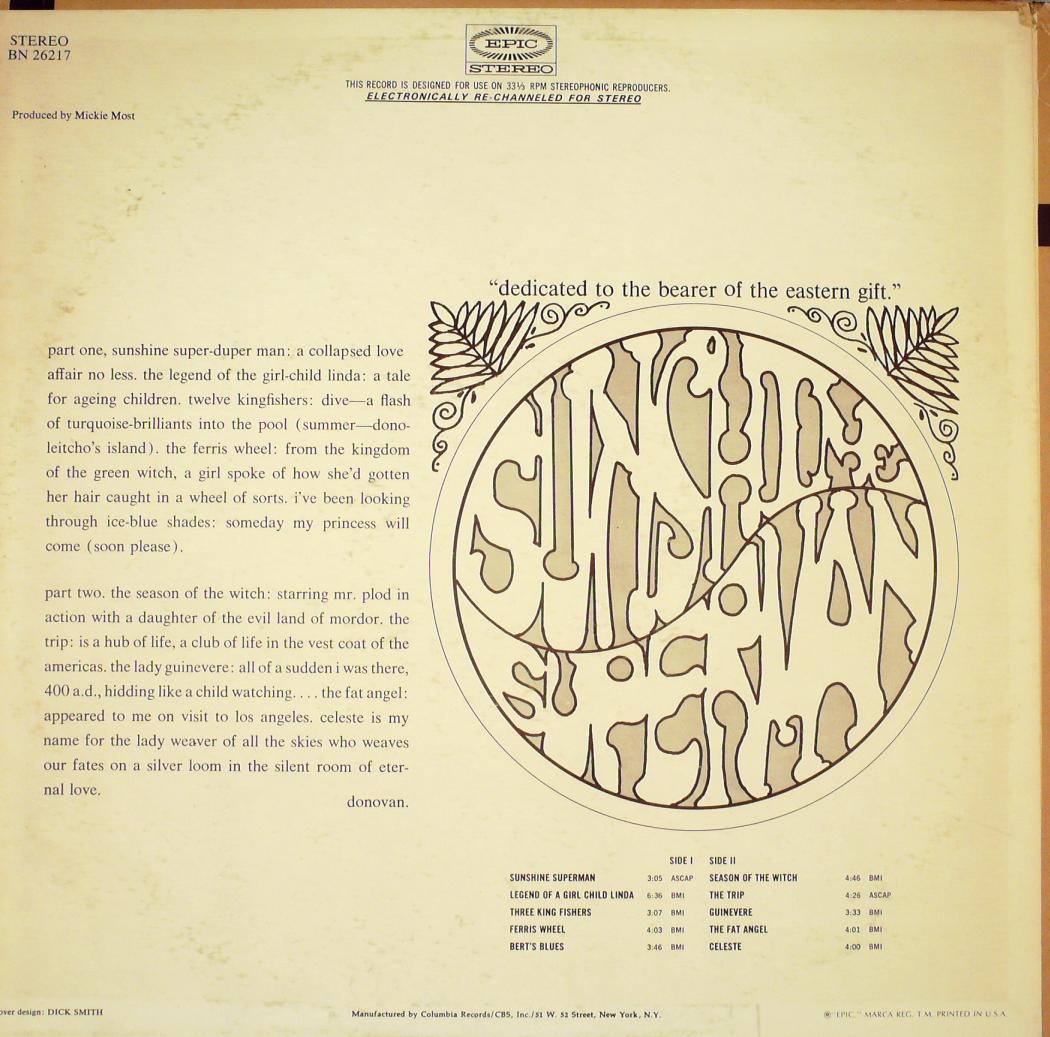 STEREO
BN 26217
EPIC
STEREO
THIS RECORD IS DESIGNED FOR USE ON 33⅓ RPM STEREOPHONIC REPRODUCERS.
ELECTRONICALLY RE-CHANNELED FOR STEREO
Produced by Mickie Most
“dedicated to the bearer of the eastern gift.”
part one, sunshine super-duper man: a collapsed love
affair no less. the legend of the girl-child linda: a tale
for ageing children. twelve kingfishers: dive—a flash
of turquoise-brilliants into the pool (summer—dono-
leitcho’s island). the ferris wheel: from the kingdom
of the green witch, a girl spoke of how she’d gotten
her hair caught in a wheel of sorts. i’ve been looking
through ice-blue shades: someday my princess will
come (soon please).
part two. the season of the witch: starring mr. plod in
action with a daughter of the evil land of mordor. the
trip: is a hub of life, a club of life in the vest coat of the
americas. the lady guinevere: all of a sudden i was there,
400 a.d., hidding like a child watching. . . . the fat angel:
appeared to me on visit to los angeles. celeste is my
name for the lady weaver of all the skies who weaves
our fates on a silver loom in the silent room of eter-
nal love.
donovan.
SUNSHINE
SUPERMAN
DONOVAN
SIDE I SIDE II
SUNSHINE SUPERMAN 3:05 ASCAP SEASON OF THE WITCH 4:46 BMI
LEGEND OF A GIRL CHILD LINDA 6:36 BMI THE TRIP 4:26 ASCAP
THREE KING FISHERS 3:07 BMI GUINEVERE 3:33 BMI
FERRIS WHEEL 4:03 BMI THE FAT ANGEL 4:01 BMI
BERT'S BLUES 3:46 BMI CELESTE 4:00 BMI
over design: DICK SMITH
Manufactured by Columbia Records/CBS, Inc./51 W. 52 Street, New York, N.Y.
® "EPIC," MARCA REG. T.M. PRINTED IN U.S.A.